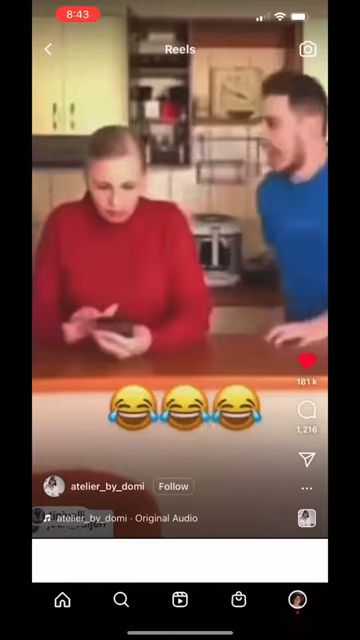 8:43
Reels
181 k
1,216
atelier_by_domi
Follow
atelier_by_domi · Original Audio